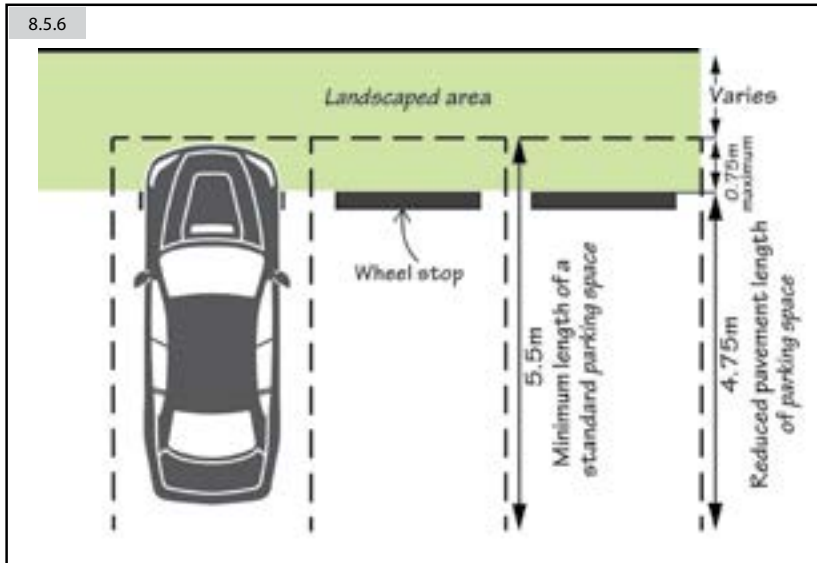 8.5.6
Landscaped area
Varies
0.75m
maximum
Wheel stop
5.5m
Minimum length of a
standard parking space
4.75m
Reduced pavement length
of parking space